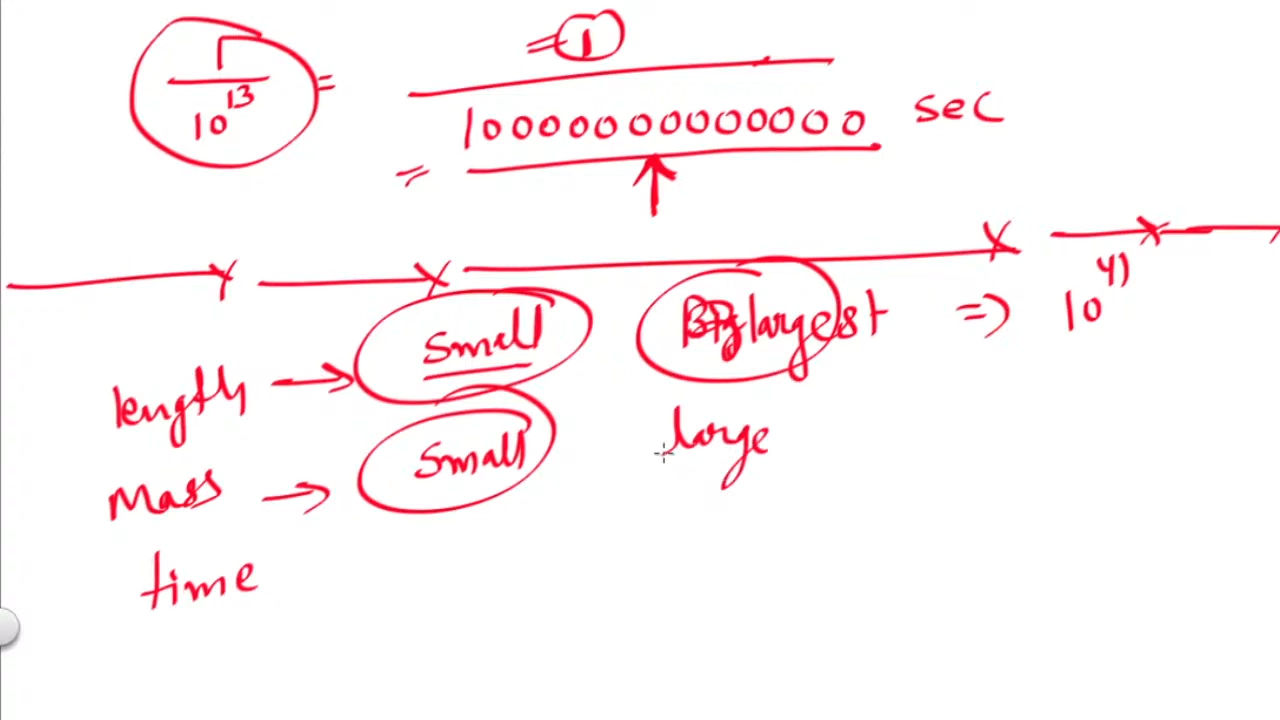 = 1
1
10^13 =
10000000000000 sec
=
length → Small largest => 10^41
Mass → Small large
time